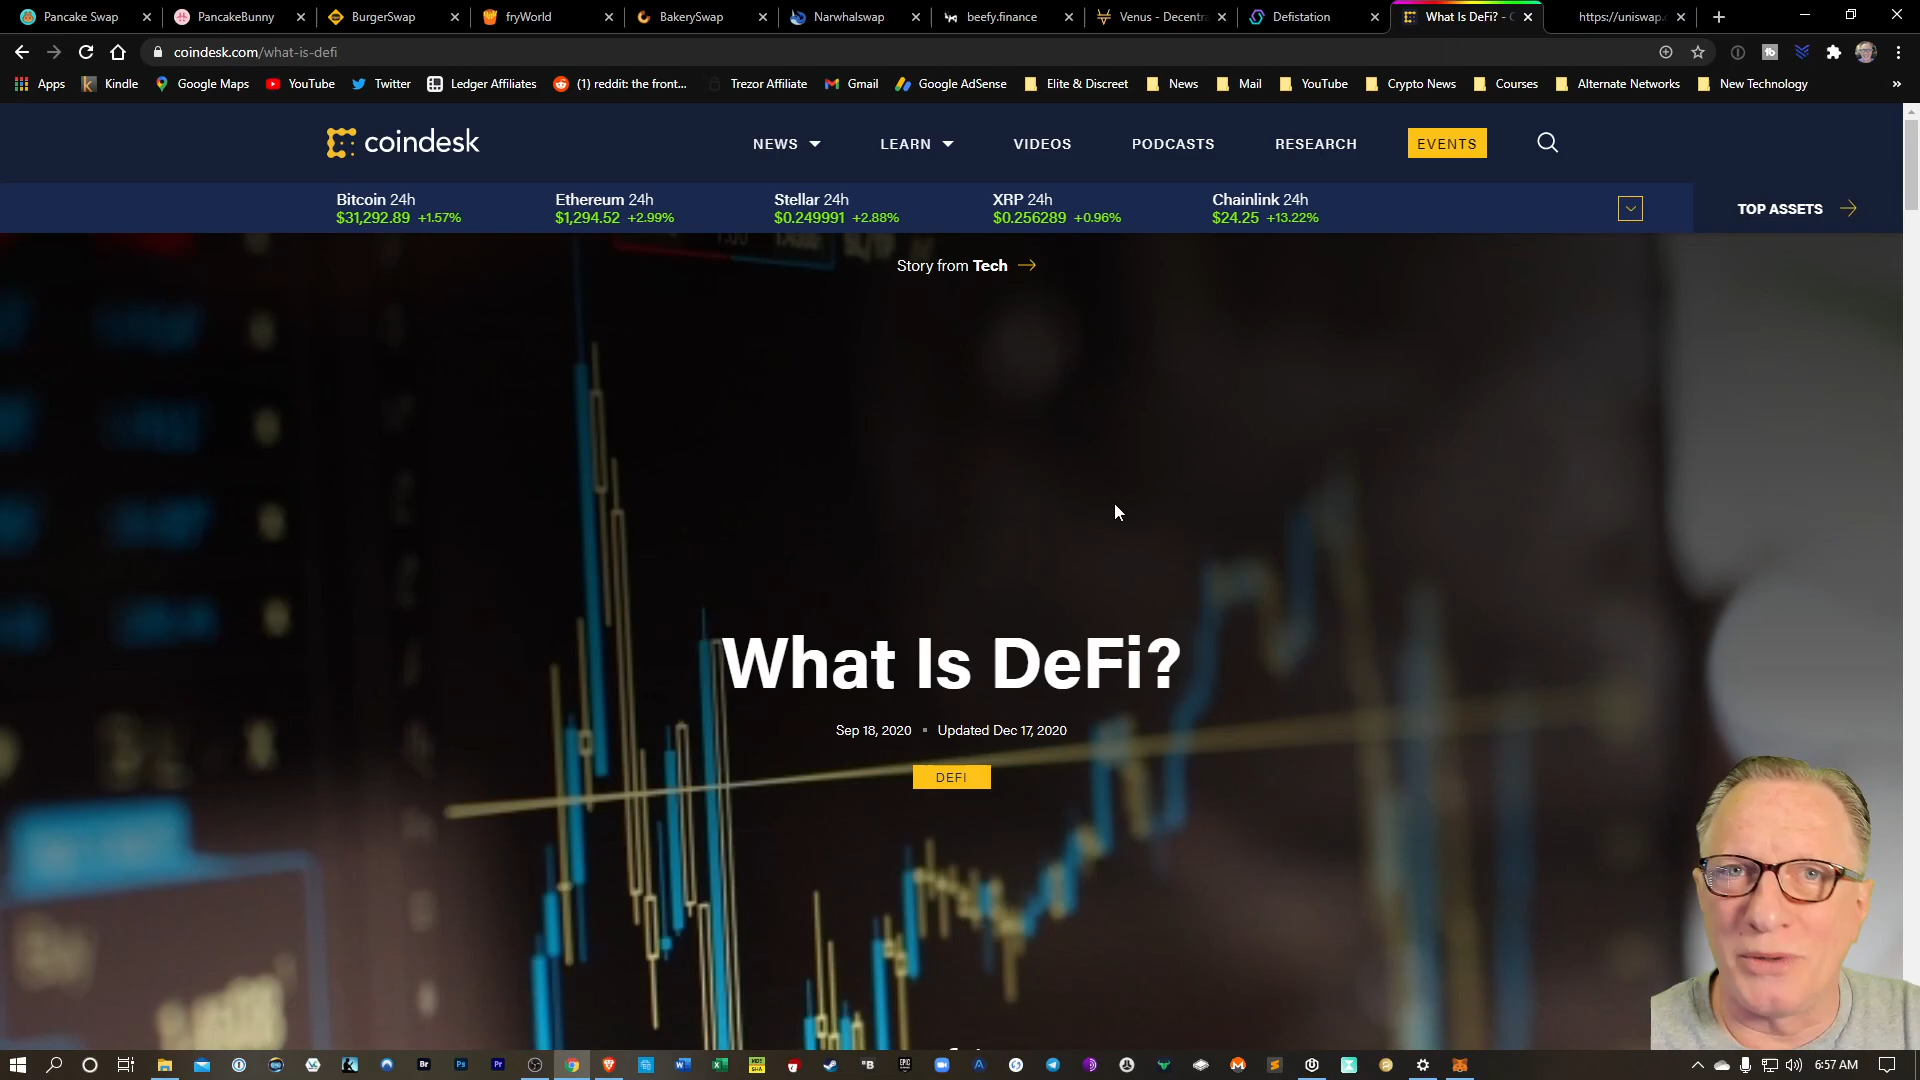 Pancake Swap
PancakeBunny
BurgerSwap
fryWorld
BakerySwap
Narwhalswap
beefy.finance
Venus - Decentra
Defistation
What Is DeFi? - C
https://uniswap.
coindesk.com/what-is-defi
Apps
Kindle
Google Maps
YouTube
Twitter
Ledger Affiliates
(1) reddit: the front...
Trezor Affiliate
Gmail
Google AdSense
Elite & Discreet
News
Mail
YouTube
Crypto News
Courses
Alternate Networks
New Technology
»
coindesk
NEWS
LEARN
VIDEOS
PODCASTS
RESEARCH
EVENTS
Bitcoin 24h
$31,292.89 +1.57%
Ethereum 24h
$1,294.52 +2.99%
Stellar 24h
$0.249991 +2.88%
XRP 24h
$0.256289 +0.96%
Chainlink 24h
$24.25 +13.22%
TOP ASSETS
Story from Tech
What Is DeFi?
Sep 18, 2020 ▪ Updated Dec 17, 2020
DEFI
Br
Ps
Pr
6:57 AM